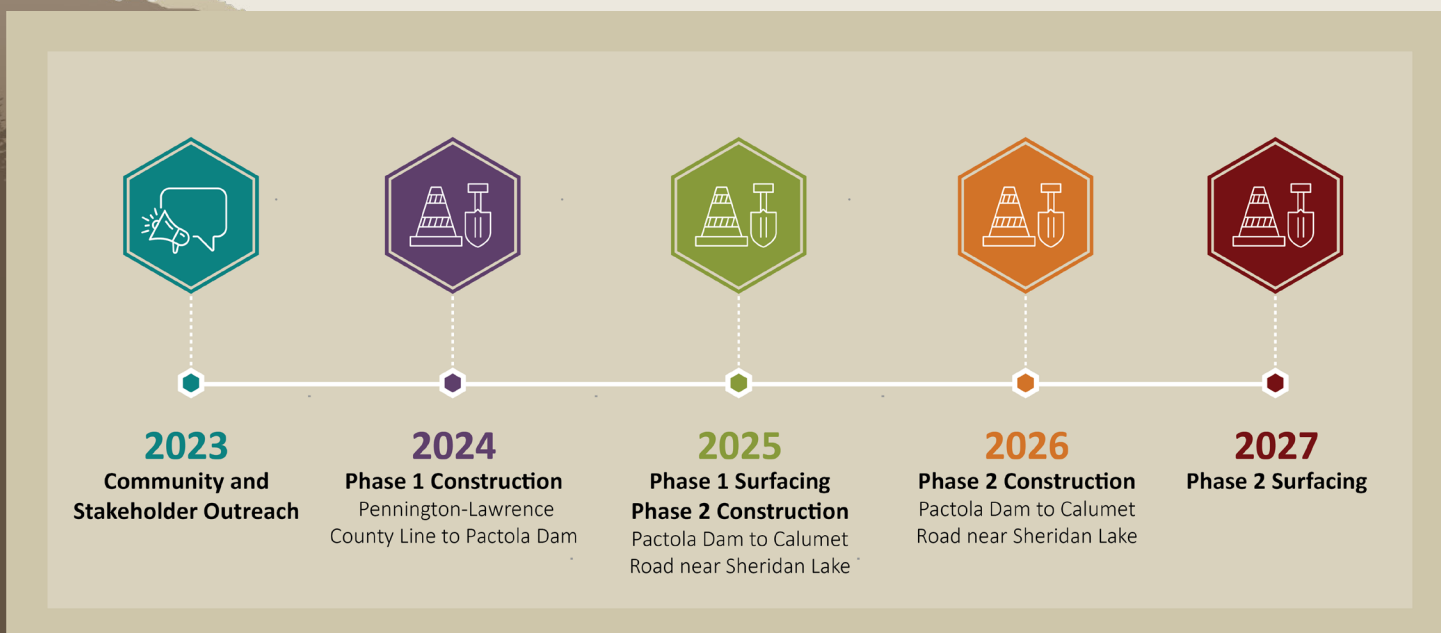 2023
Community and
Stakeholder Outreach
2024
Phase 1 Construction
Pennington-Lawrence
County Line to Pactola Dam
2025
Phase 1 Surfacing
Phase 2 Construction
Pactola Dam to Calumet
Road near Sheridan Lake
2026
Phase 2 Construction
Pactola Dam to Calumet
Road near Sheridan Lake
2027
Phase 2 Surfacing